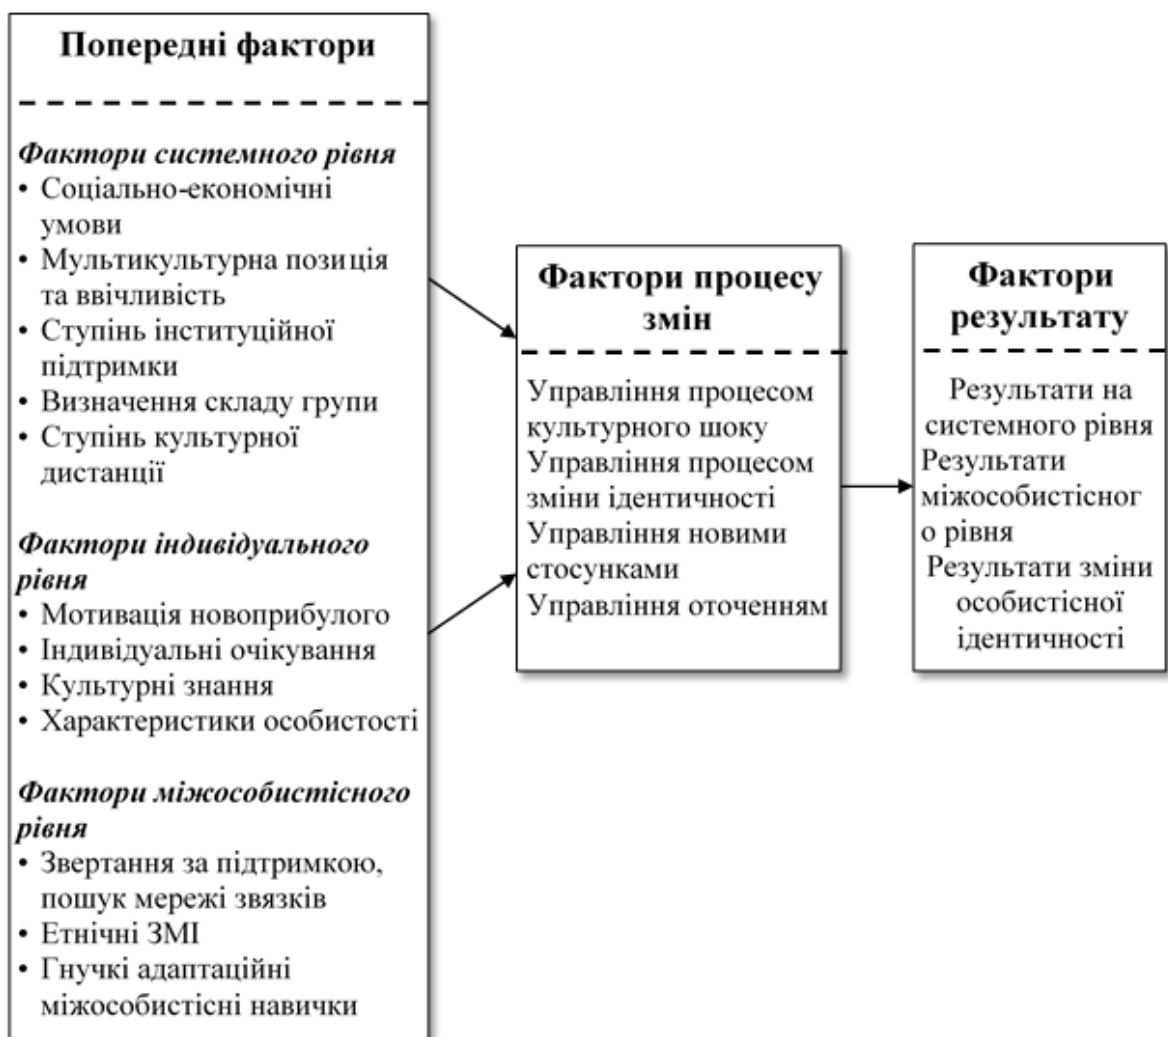 Попередні фактори
Фактори системного рівня
• Соціально-економічні
умови
• Мультикультурна позиція
та ввічливість
• Ступінь інституційної
підтримки
• Визначення складу групи
• Ступінь культурної
дистанції
Фактори індивідуального
рівня
• Мотивація новоприбулого
• Індивідуальні очікування
• Культурні знання
• Характеристики особистості
Фактори міжособистісного
рівня
• Звертання за підтримкою,
пошук мережі звязків
• Етнічні ЗМІ
• Гнучкі адаптаційні
міжособистісні навички
Фактори процесу
змін
Управління процесом
культурного шоку
Управління процесом
зміни ідентичності
Управління новими
стосунками
Управління оточенням
Фактори
результату
Результати на
системного рівня
Результати
міжособистісног
о рівня
Результати зміни
особистісної
ідентичності